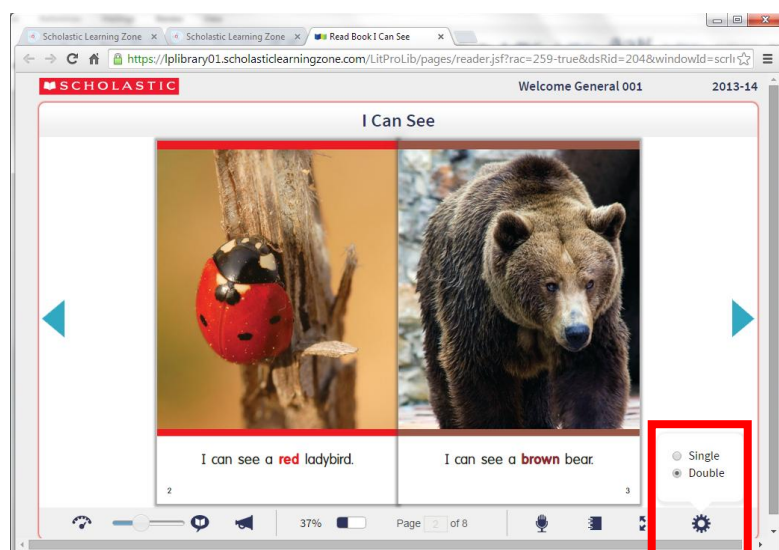 Scholastic Learning Zone
Scholastic Learning Zone
Read Book I Can See
https://lplibrary01.scholasticlearningzone.com/LitProLib/pages/reader.jsf?rac=259-true&dsRid=204&windowId=scrl
SCHOLASTIC
Welcome General 001
2013-14
I Can See
I can see a red ladybird.
I can see a brown bear.
2
3
Single
Double
37%
Page 2 of 8